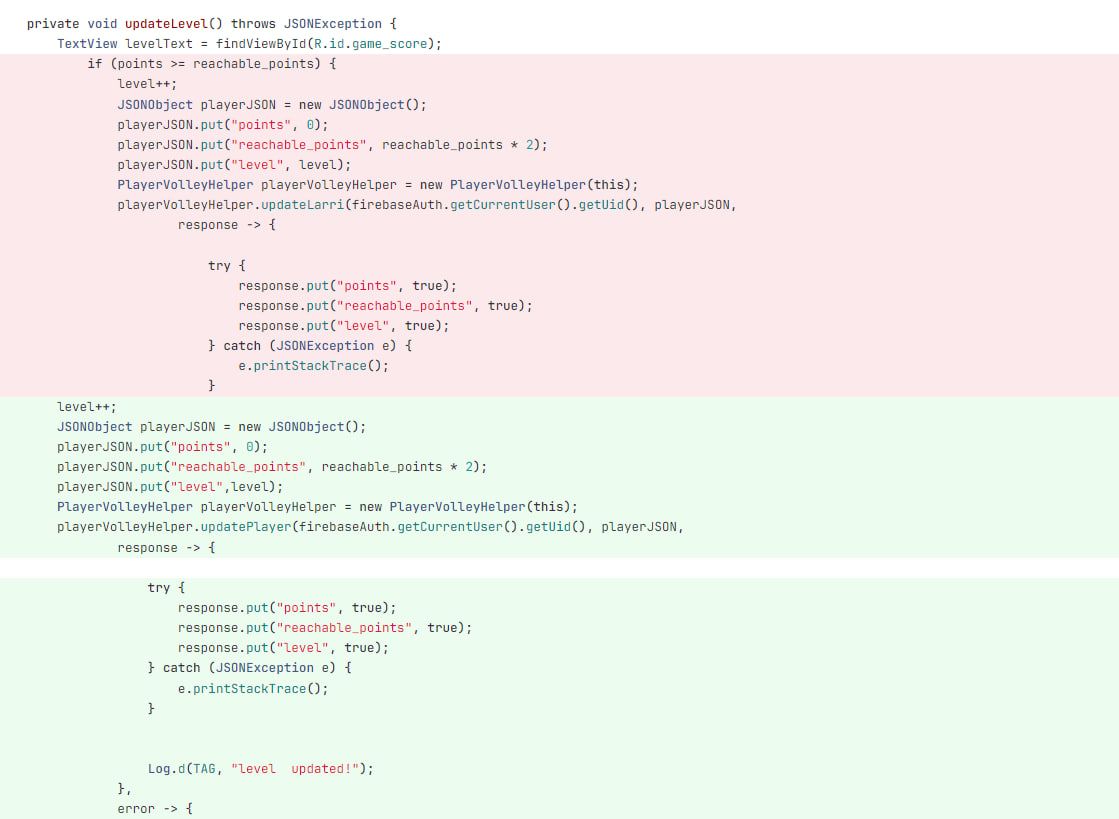 private void updateLevel() throws JSONException {
TextView levelText = findViewById(R.id.game_score);
if (points >= reachable_points) {
level++;
JSONObject playerJSON = new JSONObject();
playerJSON.put("points", 0);
playerJSON.put("reachable_points", reachable_points * 2);
playerJSON.put("level", level);
PlayerVolleyHelper playerVolleyHelper = new PlayerVolleyHelper(this);
playerVolleyHelper.updateLarri(firebaseAuth.getCurrentUser().getUid(), playerJSON,
response -> {
try {
response.put("points", true);
response.put("reachable_points", true);
response.put("level", true);
} catch (JSONException e) {
e.printStackTrace();
}
level++;
JSONObject playerJSON = new JSONObject();
playerJSON.put("points", 0);
playerJSON.put("reachable_points", reachable_points * 2);
playerJSON.put("level",level);
PlayerVolleyHelper playerVolleyHelper = new PlayerVolleyHelper(this);
playerVolleyHelper.updatePlayer(firebaseAuth.getCurrentUser().getUid(), playerJSON,
response -> {
try {
response.put("points", true);
response.put("reachable_points", true);
response.put("level", true);
} catch (JSONException e) {
e.printStackTrace();
}
Log.d(TAG, "level  updated!");
},
error -> {